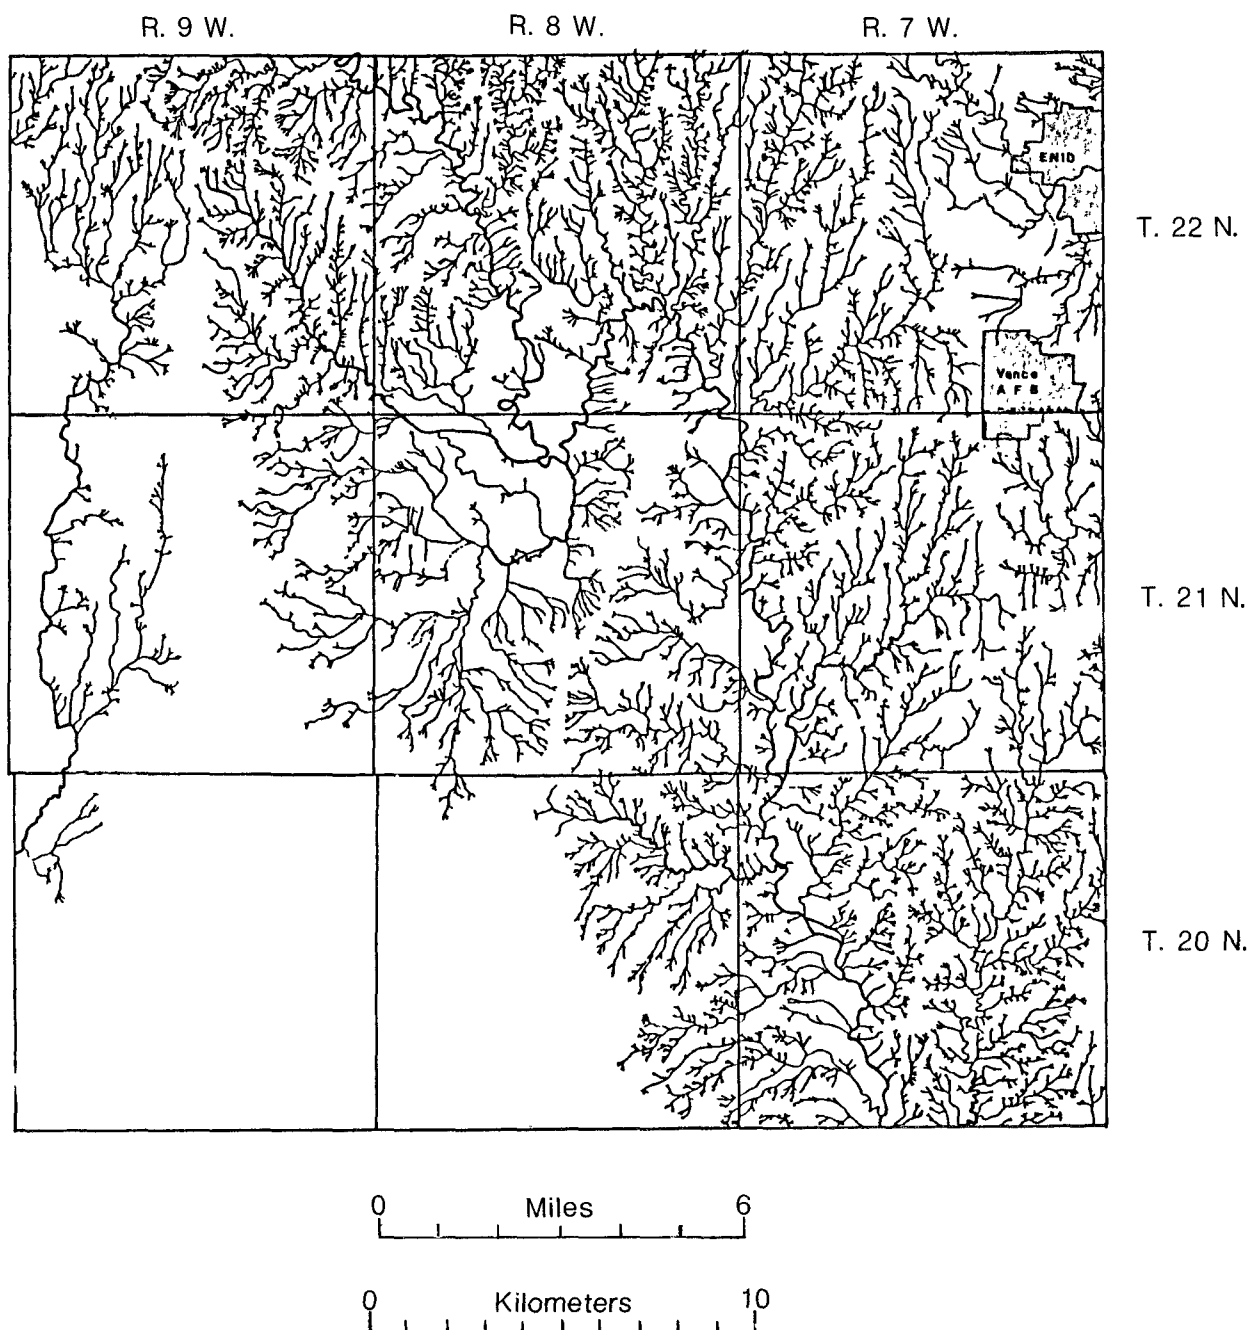 R. 9 W. R. 8 W. R. 7 W.
ENID
T. 22 N.
Vance
A F B
T. 21 N.
T. 20 N.
0 Miles 6
0 Kilometers 10